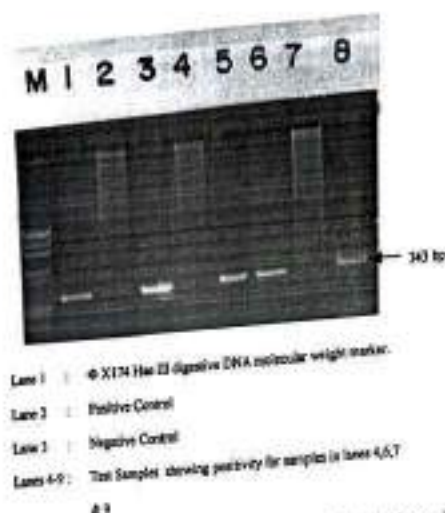 M 1 2 3 4 5 6 7 8
343 bp
Lane 1 : Φ X174 Hae III digestive DNA molecular weight marker.
Lane 2 : Positive Control
Lane 3 : Negative Control
Lanes 4-9 : Test Samples showing positivity for samples in lanes 4,6,7
& 9